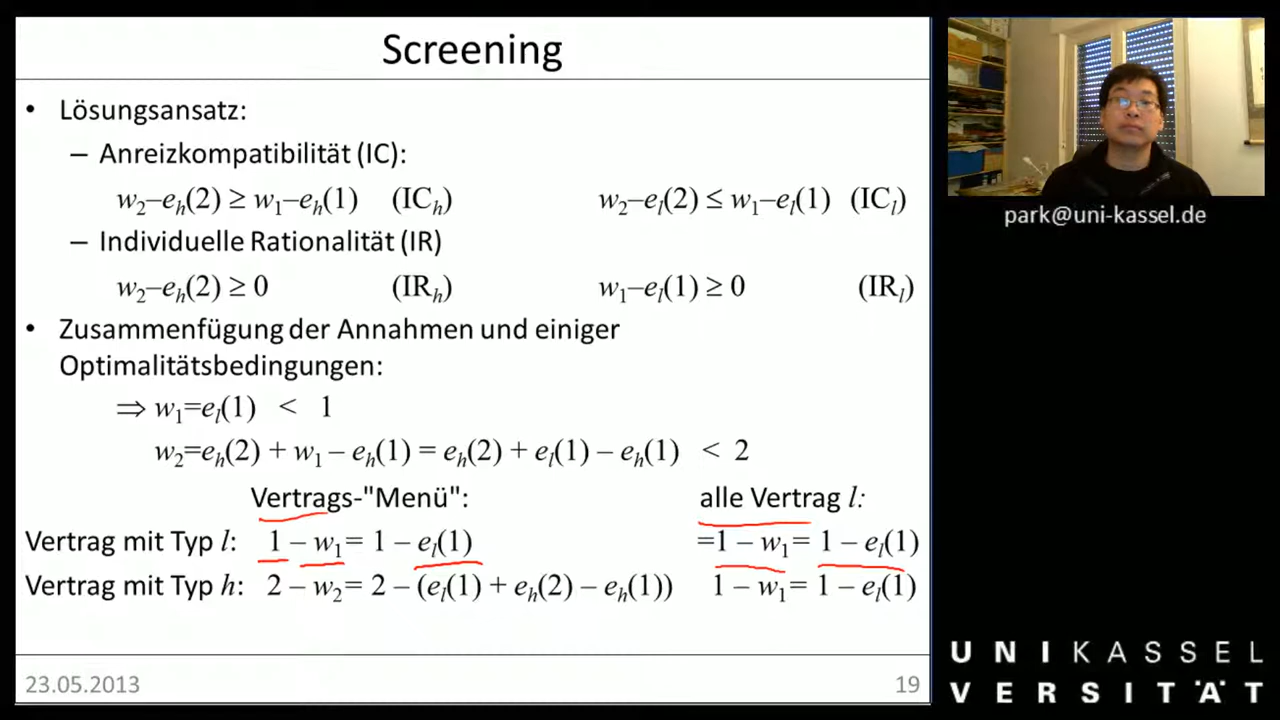 Screening
• Lösungsansatz:
– Anreizkompatibilität (IC):
w₂–eₕ(2) ≥ w₁–eₕ(1) (ICₕ) w₂–eₗ(2) ≤ w₁–eₗ(1) (ICₗ)
– Individuelle Rationalität (IR)
w₂–eₕ(2) ≥ 0 (IRₕ) w₁–eₗ(1) ≥ 0 (IRₗ)
• Zusammenfügung der Annahmen und einiger
Optimalitätsbedingungen:
⇒ w₁=eₗ(1) < 1
w₂=eₕ(2) + w₁ – eₕ(1) = eₕ(2) + eₗ(1) – eₕ(1) < 2
Vertrags-"Menü": alle Vertrag l:
Vertrag mit Typ l: 1 – w₁= 1 – eₗ(1) =1 – w₁= 1 – eₗ(1)
Vertrag mit Typ h: 2 – w₂= 2 – (eₗ(1) + eₕ(2) – eₕ(1)) 1 – w₁= 1 – eₗ(1)
23.05.2013 19
park@uni-kassel.de
UNIKASSEL
VERSITÄT